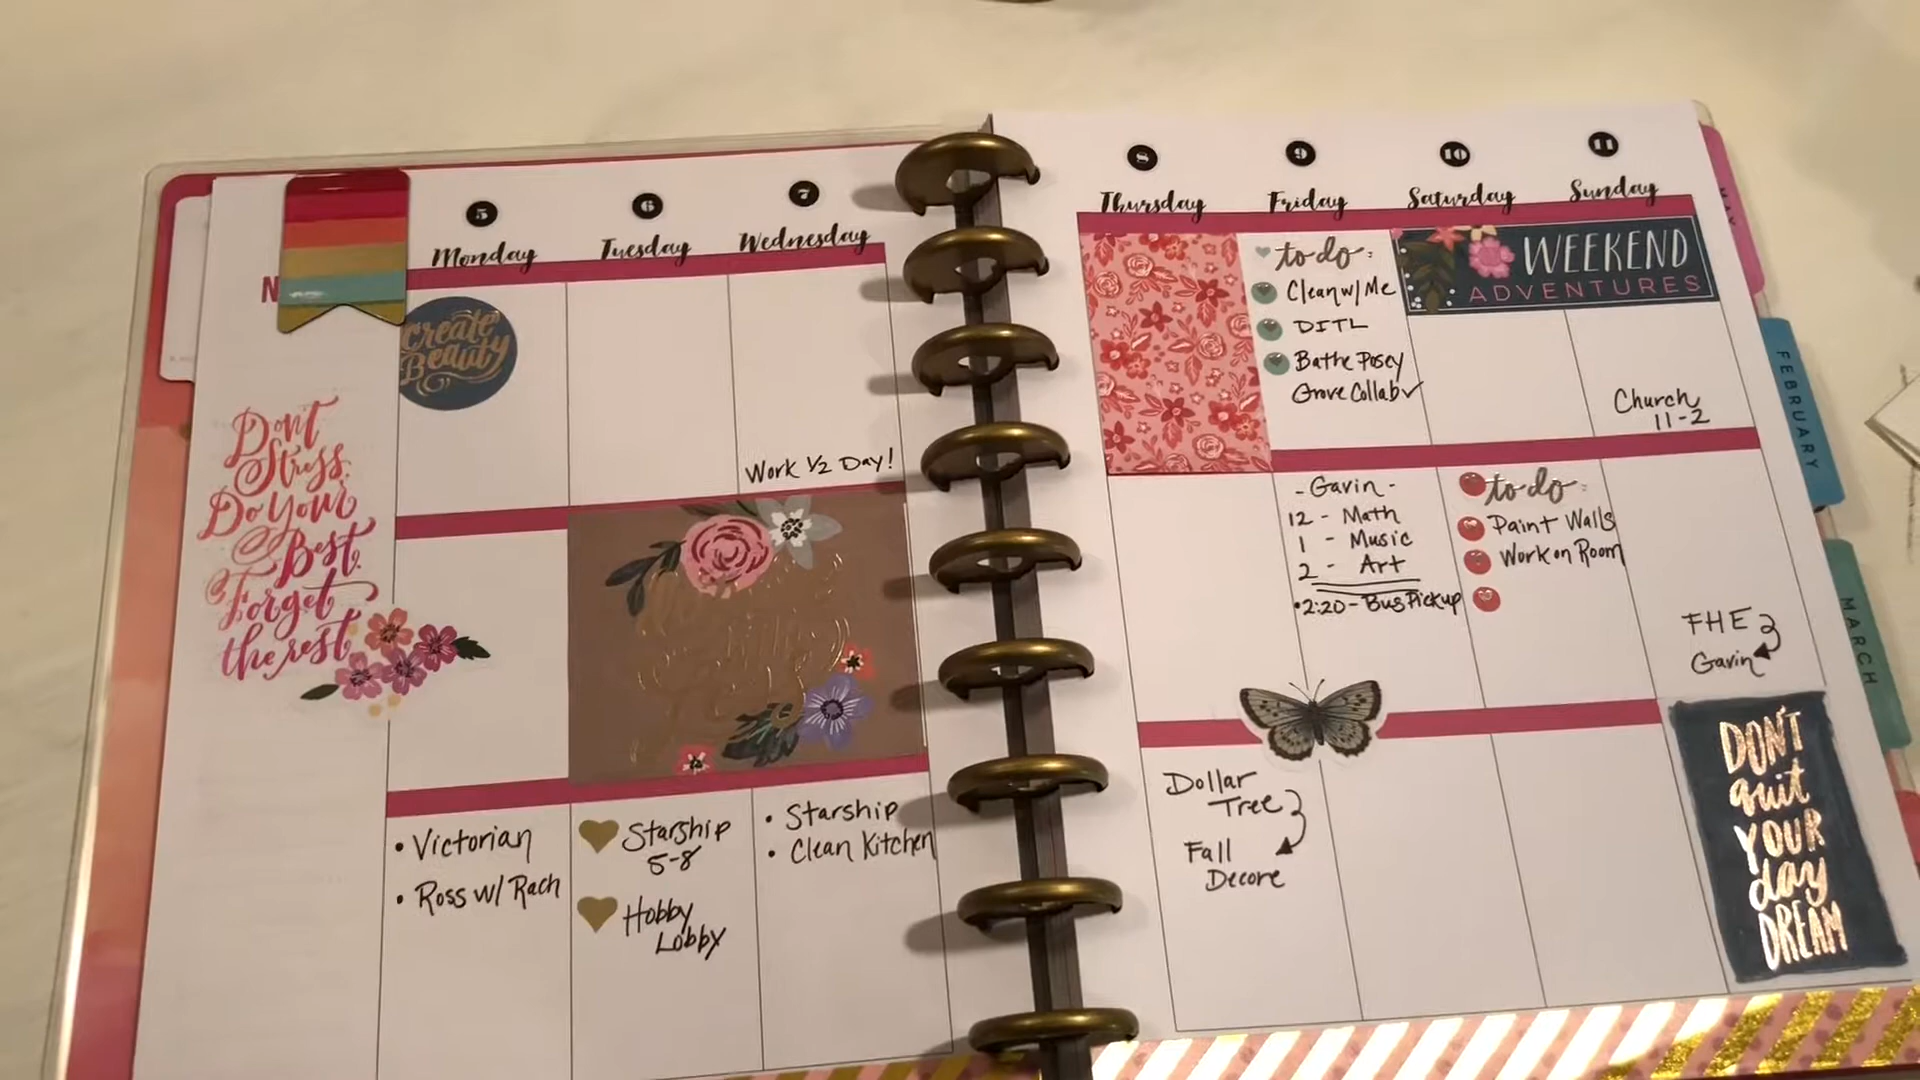 N
5
Monday
6
Tuesday
7
Wednesday
Create
Beauty
Don't
Stress.
Do Your
Best.
Forget
the rest
Work 1/2 Day!
• Victorian
• Ross w/ Rach
Starship
5-8
Hobby
Lobby
• Starship
• Clean Kitchen
8
Thursday
9
Friday
10
Saturday
11
Sunday
to do:
Clean w/ Me
DITL
Bathe Posey
Grove Collab✓
WEEKEND
ADVENTURES
Church
11-2
- Gavin -
12 - Math
1 - Music
2 - Art
•2:20 - Bus Pickup
to do:
Paint Walls
Work on Room
FHE
Gavin
Dollar
Tree
Fall
Decore
DON'T
quit
YOUR
day
DREAM
MAY
FEBRUARY
MARCH